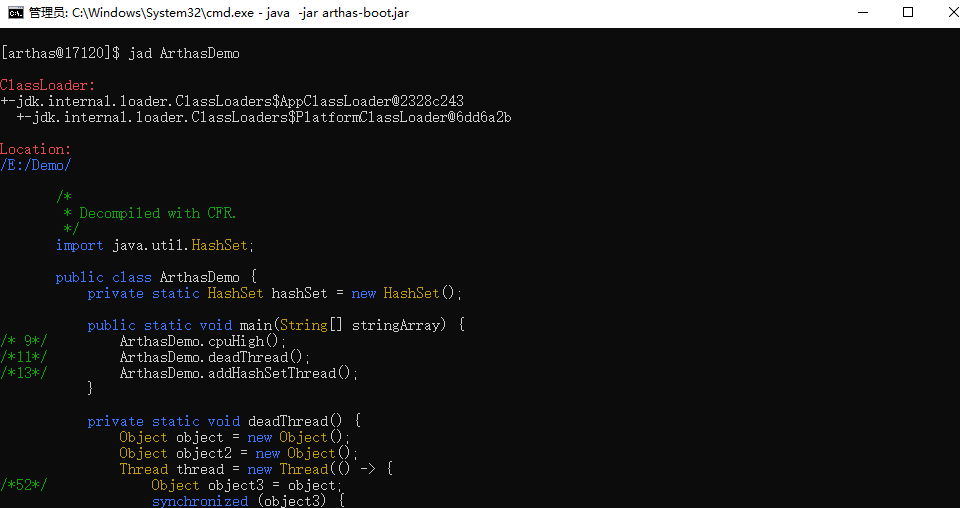 管理员: C:\Windows\System32\cmd.exe - java  -jar arthas-boot.jar
[arthas@17120]$ jad ArthasDemo
ClassLoader:
+-jdk.internal.loader.ClassLoaders$AppClassLoader@2328c243
  +-jdk.internal.loader.ClassLoaders$PlatformClassLoader@6dd6a2b
Location:
/E:/Demo/
       /*
        * Decompiled with CFR.
        */
       import java.util.HashSet;
       public class ArthasDemo {
           private static HashSet hashSet = new HashSet();
           public static void main(String[] stringArray) {
/* 9*/         ArthasDemo.cpuHigh();
/*11*/         ArthasDemo.deadThread();
/*13*/         ArthasDemo.addHashSetThread();
           }
           private static void deadThread() {
               Object object = new Object();
               Object object2 = new Object();
               Thread thread = new Thread(() -> {
/*52*/             Object object3 = object;
                   synchronized (object3) {